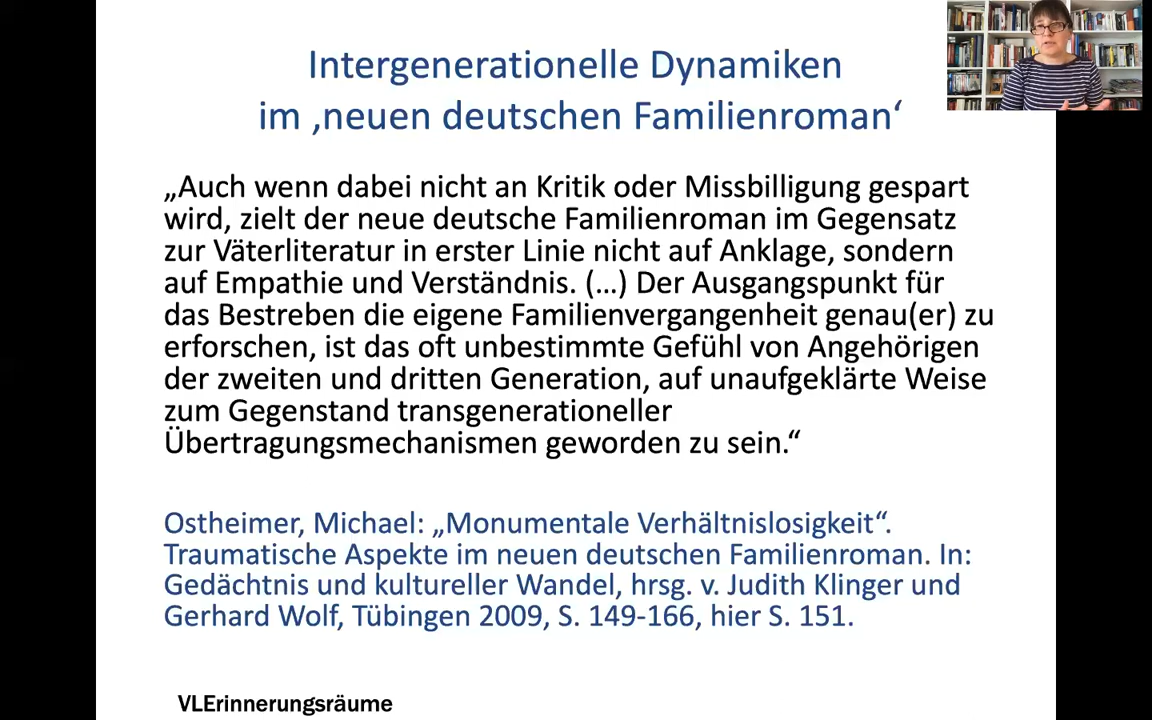 Intergenerationelle Dynamiken
im ‚neuen deutschen Familienroman‘
„Auch wenn dabei nicht an Kritik oder Missbilligung gespart
wird, zielt der neue deutsche Familienroman im Gegensatz
zur Väterliteratur in erster Linie nicht auf Anklage, sondern
auf Empathie und Verständnis. (…) Der Ausgangspunkt für
das Bestreben die eigene Familienvergangenheit genau(er) zu
erforschen, ist das oft unbestimmte Gefühl von Angehörigen
der zweiten und dritten Generation, auf unaufgeklärte Weise
zum Gegenstand transgenerationeller
Übertragungsmechanismen geworden zu sein.“
Ostheimer, Michael: „Monumentale Verhältnislosigkeit“.
Traumatische Aspekte im neuen deutschen Familienroman. In:
Gedächtnis und kultureller Wandel, hrsg. v. Judith Klinger und
Gerhard Wolf, Tübingen 2009, S. 149-166, hier S. 151.
VLErinnerungsräume